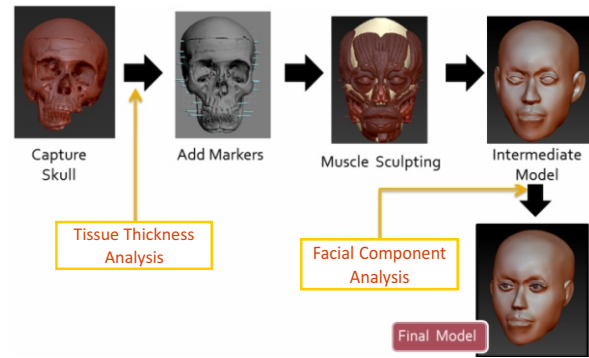 Capture
Skull
Add Markers
Muscle Sculpting
Intermediate
Model
Tissue Thickness
Analysis
Facial Component
Analysis
Final Model